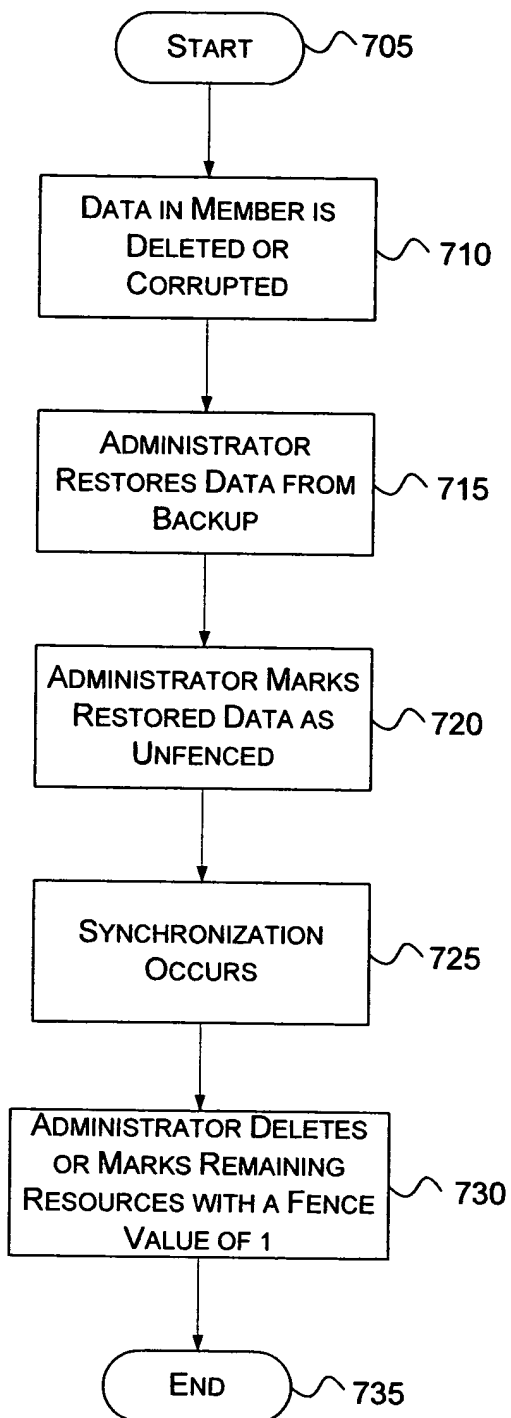 START
705
DATA IN MEMBER IS
DELETED OR
CORRUPTED
710
ADMINISTRATOR
RESTORES DATA FROM
BACKUP
715
ADMINISTRATOR MARKS
RESTORED DATA AS
UNFENCED
720
SYNCHRONIZATION
OCCURS
725
ADMINISTRATOR DELETES
OR MARKS REMAINING
RESOURCES WITH A FENCE
VALUE OF 1
730
END
735